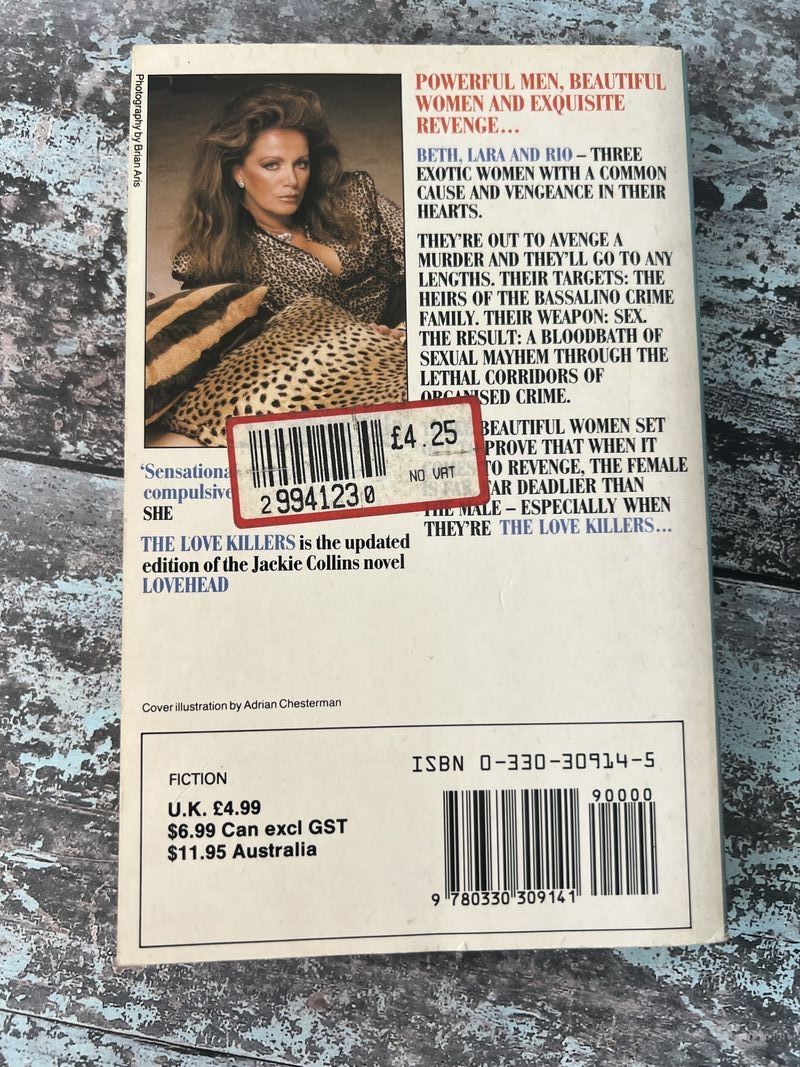 Photography by Brian Aris
POWERFUL MEN, BEAUTIFUL
WOMEN AND EXQUISITE
REVENGE...
BETH, LARA AND RIO – THREE
EXOTIC WOMEN WITH A COMMON
CAUSE AND VENGEANCE IN THEIR
HEARTS.
THEY'RE OUT TO AVENGE A
MURDER AND THEY'LL GO TO ANY
LENGTHS. THEIR TARGETS: THE
HEIRS OF THE BASSALINO CRIME
FAMILY. THEIR WEAPON: SEX.
THE RESULT: A BLOODBATH OF
SEXUAL MAYHEM THROUGH THE
LETHAL CORRIDORS OF
ORGANISED CRIME.
BEAUTIFUL WOMEN SET
PROVE THAT WHEN IT
TO REVENGE, THE FEMALE
FAR DEADLIER THAN
THE MALE – ESPECIALLY WHEN
THEY'RE THE LOVE KILLERS...
£4.25
NO VAT
2 994123 0
'Sensationa
compulsive
SHE
THE LOVE KILLERS is the updated
edition of the Jackie Collins novel
LOVEHEAD
Cover illustration by Adrian Chesterman
FICTION
U.K. £4.99
$6.99 Can excl GST
$11.95 Australia
ISBN 0-330-30914-5
90000
9 780330 309141